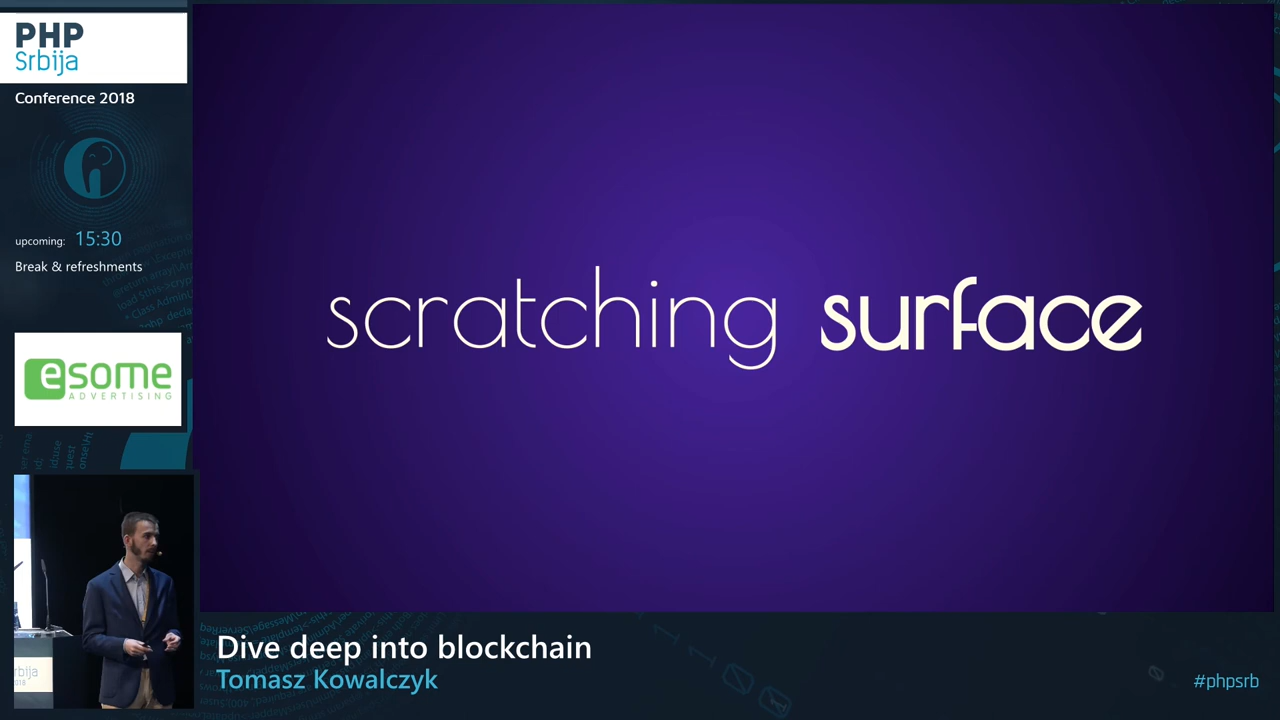 PHP
Srbija
Conference 2018
upcoming: 15:30
Break & refreshments
esome
ADVERTISING
scratching surface
Dive deep into blockchain
Tomasz Kowalczyk
#phpsrb